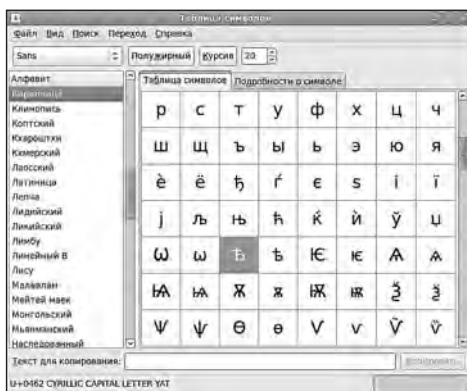 Таблица символов
Файл Вид Поиск Переход Справка
Sans Полужирный Курсив 20
Алфавит
Кириллица
Клинопись
Коптский
Кхароштхи
Кхмерский
Лаосский
Латиница
Лепча
Лидийский
Ликийский
Лимбу
Линейный В
Лису
Малаялам
Мейтей маек
Монгольский
Мьянманский
Наследованный
Таблица символов Подробности о символе
р с т у ф х ц ч
ш щ ъ ы ь э ю я
ѐ ё ђ ѓ є ѕ і ї
ј љ њ ћ ќ ѝ ў џ
Ѡ ѡ Ѣ ѣ Ѥ ѥ Ѧ ѧ
Ѩ ѩ Ѫ ѫ Ѭ ѭ Ѯ ѯ
Ѱ ѱ Ѳ ѳ Ѵ ѵ Ѷ ѷ
Текст для копирования: Копировать
U+0462 CYRILLIC CAPITAL LETTER YAT